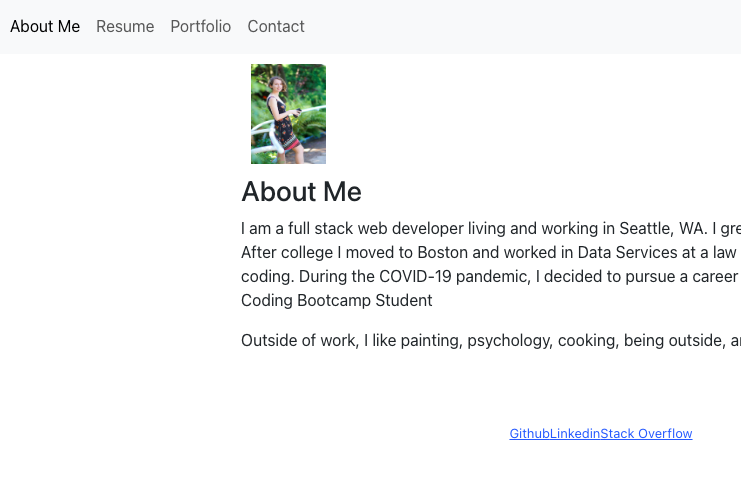 About Me Resume Portfolio Contact
About Me
I am a full stack web developer living and working in Seattle, WA. I gre
After college I moved to Boston and worked in Data Services at a law
coding. During the COVID-19 pandemic, I decided to pursue a career
Coding Bootcamp Student
Outside of work, I like painting, psychology, cooking, being outside,
GithubLinkedinStack Overflow